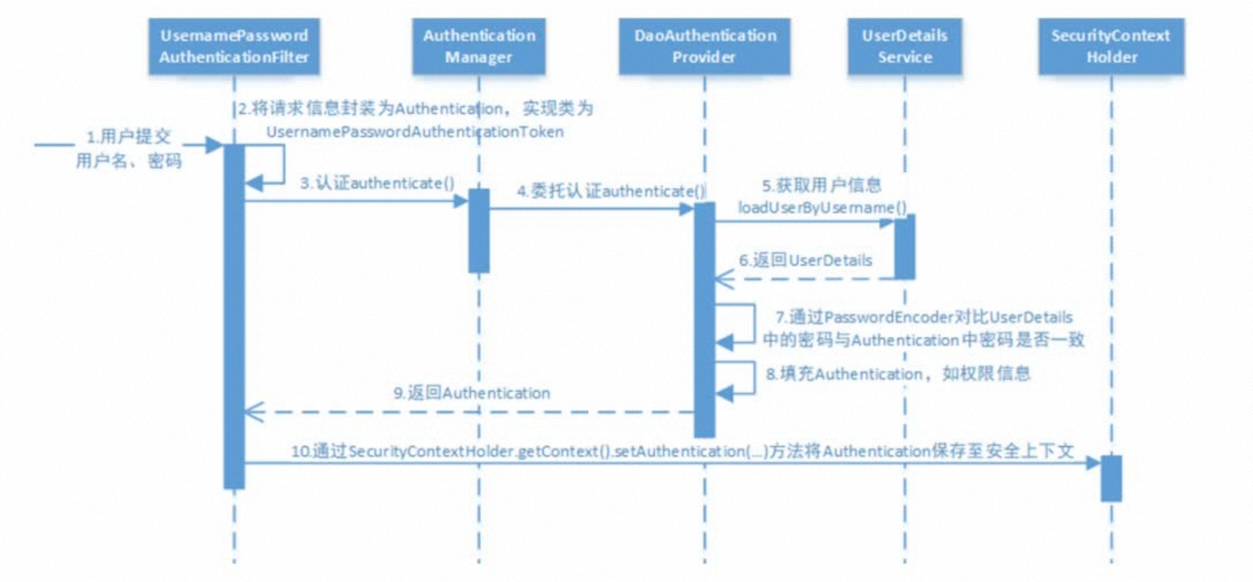 UsernamePassword
AuthenticationFilter
Authentication
Manager
DaoAuthentication
Provider
UserDetails
Service
SecurityContext
Holder
2.将请求信息封装为Authentication，实现类为
UsernamePasswordAuthenticationToken
1.用户提交
用户名、密码
3.认证authenticate()
4.委托认证authenticate()
5.获取用户信息
loadUserByUsername()
6.返回UserDetails
7.通过PasswordEncoder对比UserDetails
中的密码与Authentication中密码是否一致
8.填充Authentication，如权限信息
9.返回Authentication
10.通过SecurityContextHolder.getContext().setAuthentication(...)方法将Authentication保存至安全上下文